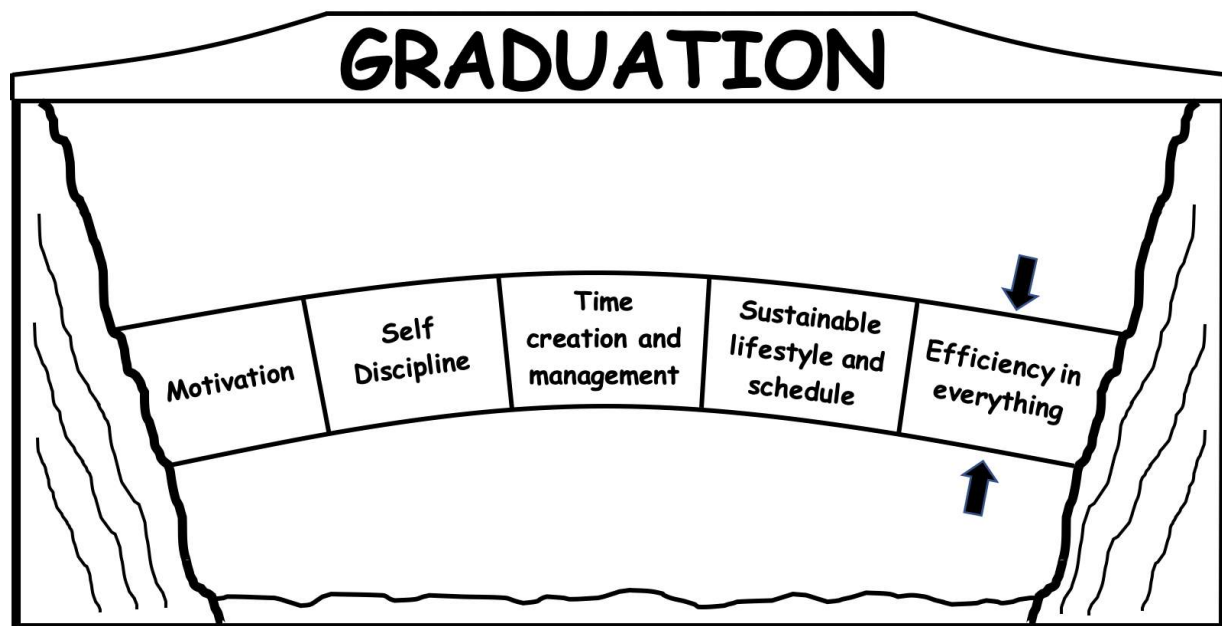 GRADUATION
Motivation
Self
Discipline
Time
creation and
management
Sustainable
lifestyle and
schedule
Efficiency in
everything